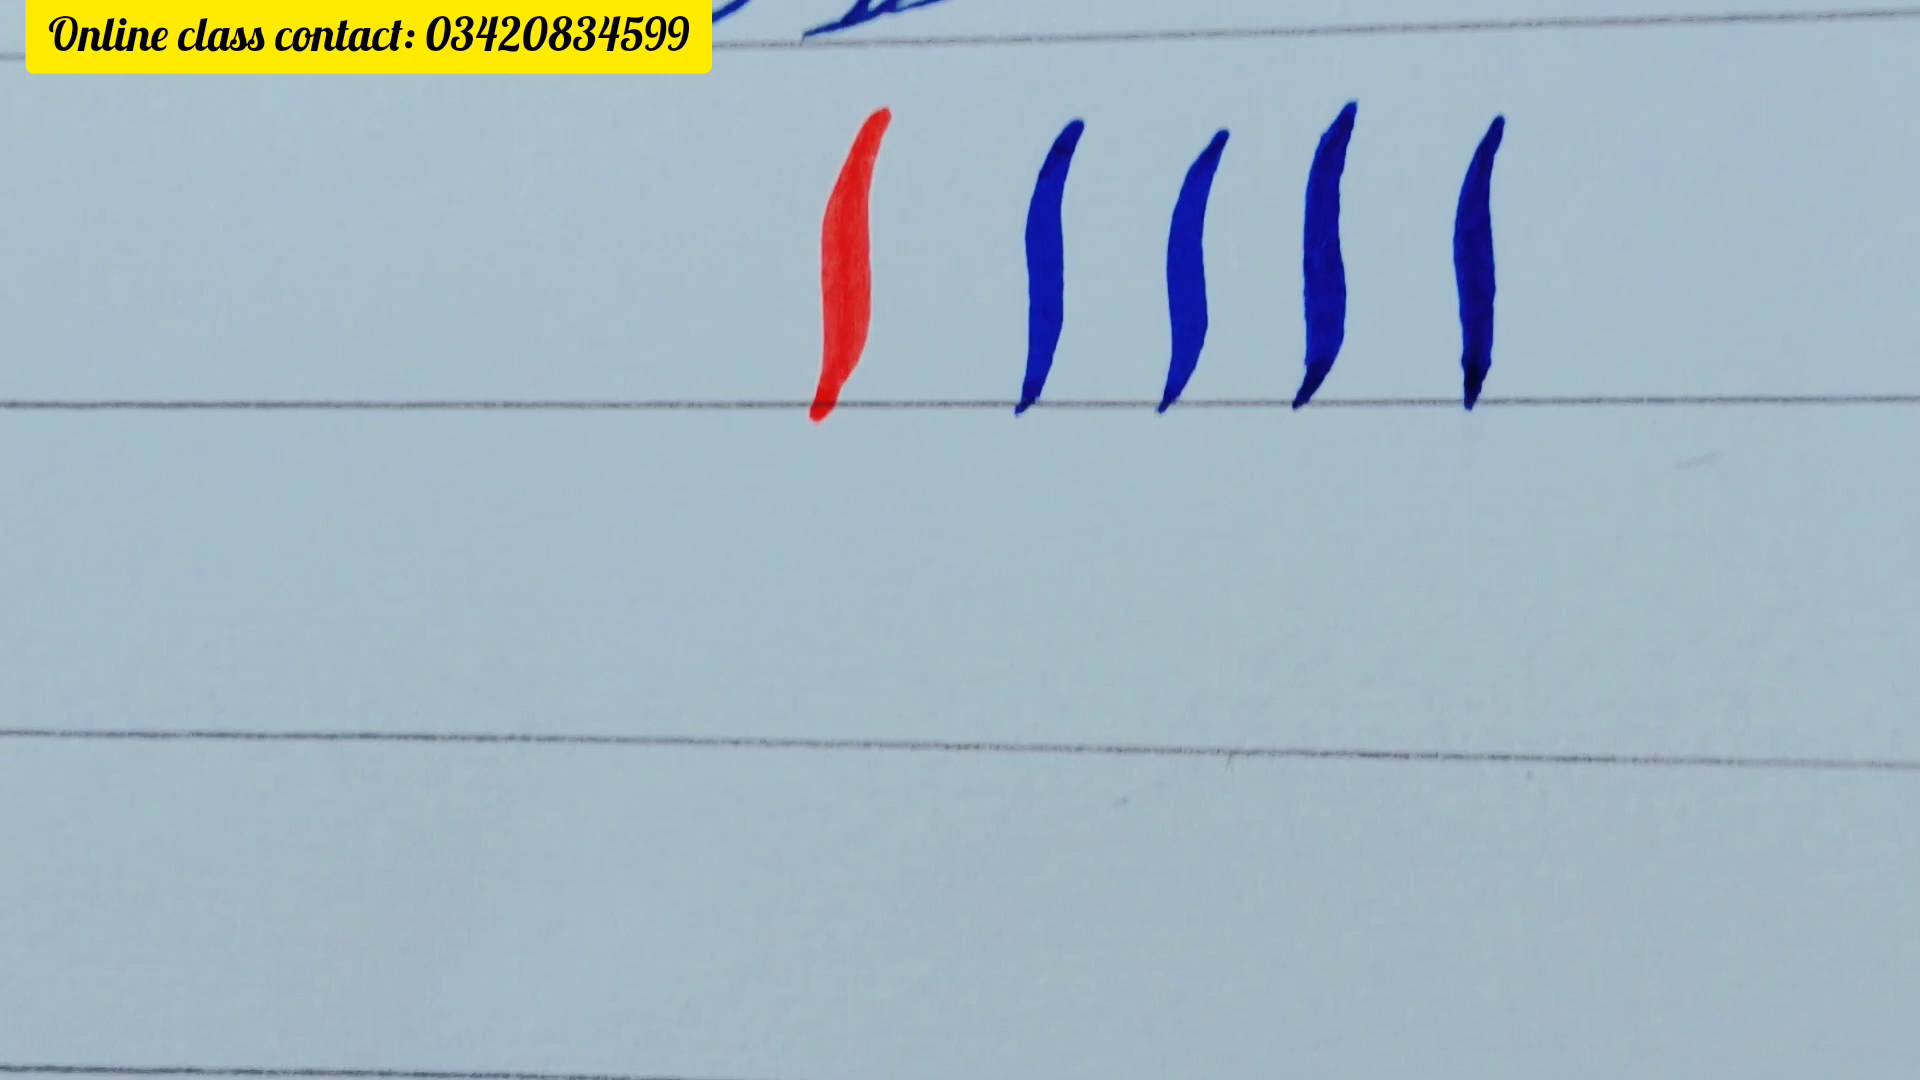 Online class contact: 03420834599
ا ا ا ا ا